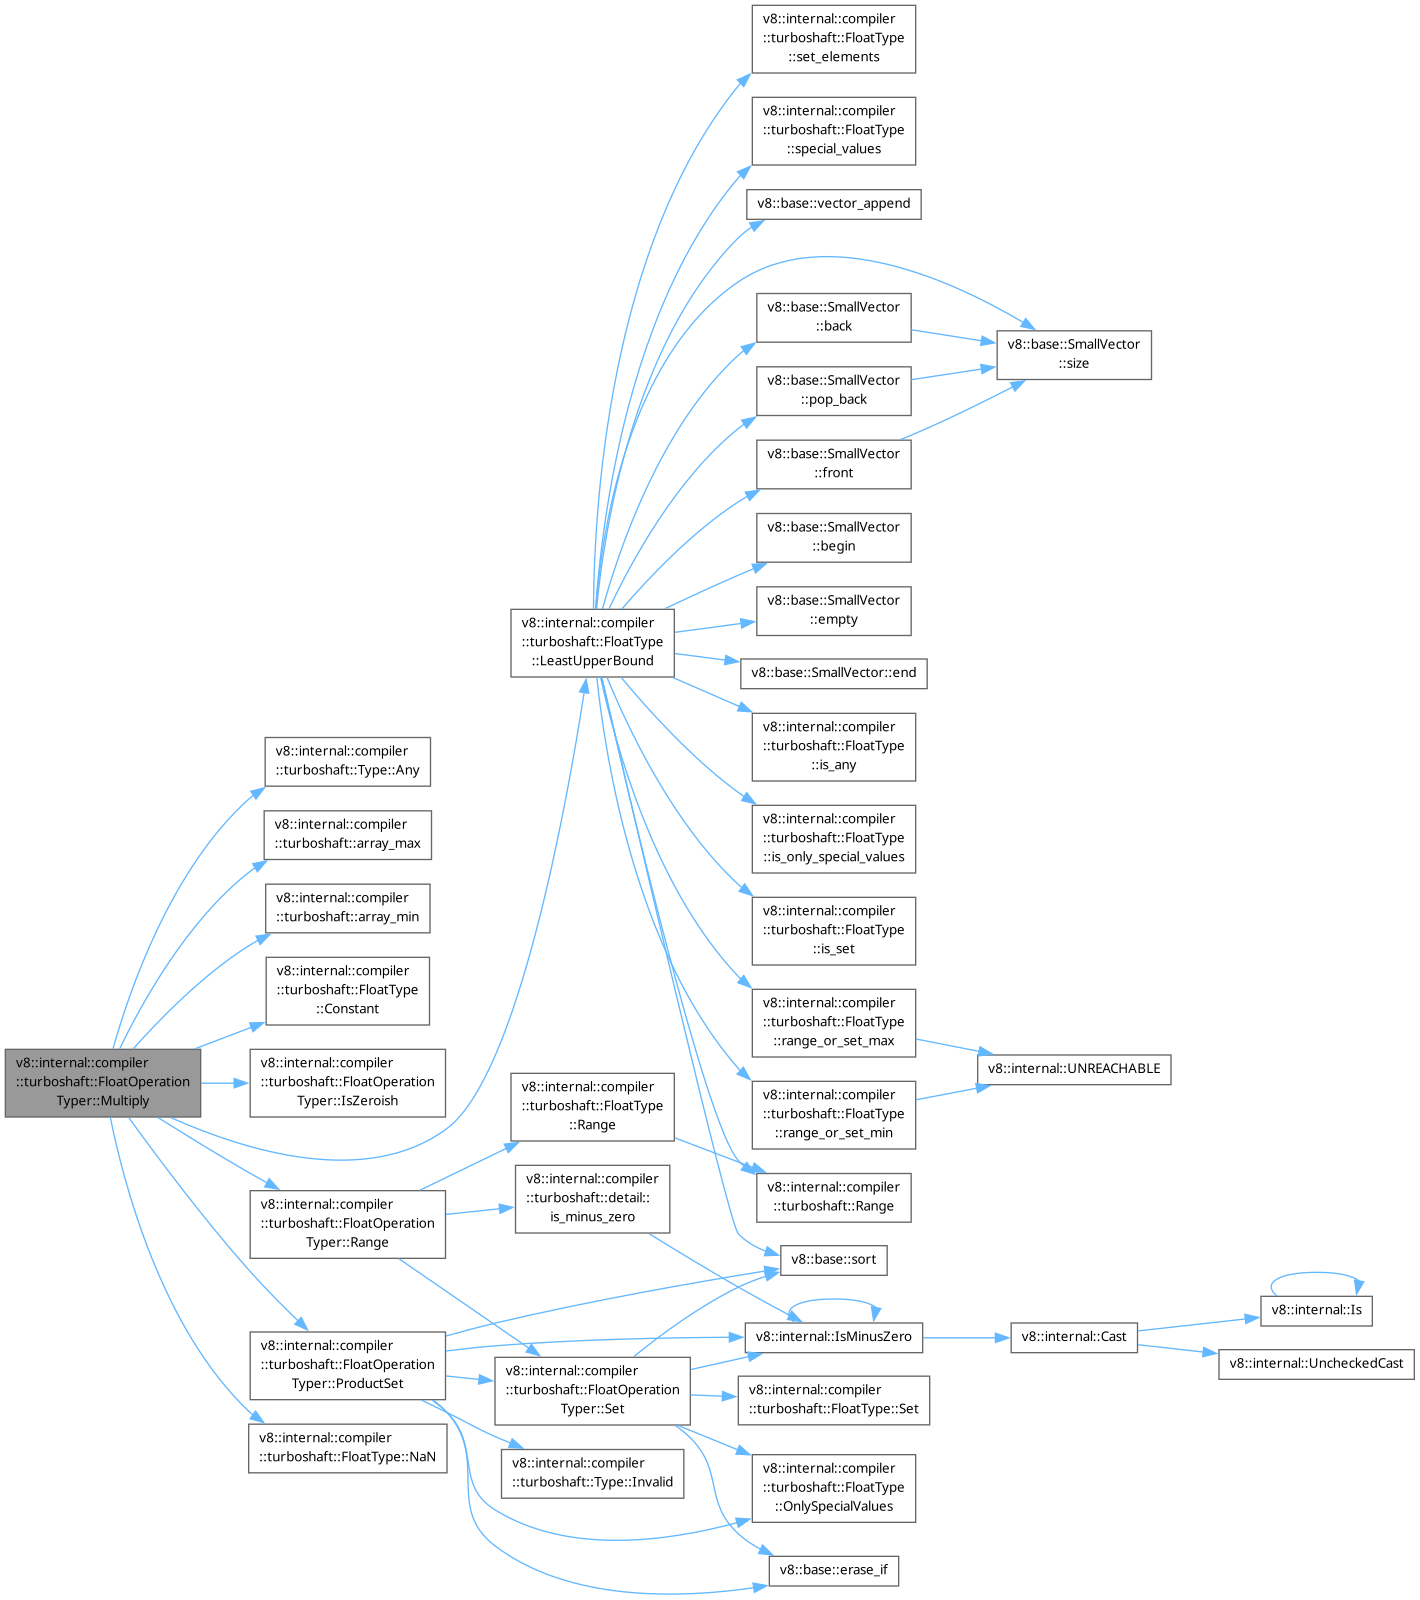 v8::internal::compiler
::turboshaft::FloatType
::set_elements
v8::internal::compiler
::turboshaft::FloatType
::special_values
v8::base::vector_append
v8::base::SmallVector
::back
v8::base::SmallVector
::size
v8::base::SmallVector
::pop_back
v8::base::SmallVector
::front
v8::base::SmallVector
::begin
v8::base::SmallVector
::empty
v8::internal::compiler
::turboshaft::FloatType
::LeastUpperBound
v8::base::SmallVector::end
v8::internal::compiler
::turboshaft::FloatType
::is_any
v8::internal::compiler
::turboshaft::Type::Any
v8::internal::compiler
::turboshaft::FloatType
::is_only_special_values
v8::internal::compiler
::turboshaft::array_max
v8::internal::compiler
::turboshaft::array_min
v8::internal::compiler
::turboshaft::FloatType
::is_set
v8::internal::compiler
::turboshaft::FloatType
::Constant
v8::internal::compiler
::turboshaft::FloatType
::range_or_set_max
v8::internal::UNREACHABLE
v8::internal::compiler
::turboshaft::FloatOperation
Typer::Multiply
v8::internal::compiler
::turboshaft::FloatOperation
Typer::IsZeroish
v8::internal::compiler
::turboshaft::FloatType
::Range
v8::internal::compiler
::turboshaft::FloatType
::range_or_set_min
v8::internal::compiler
::turboshaft::detail::
is_minus_zero
v8::internal::compiler
::turboshaft::Range
v8::internal::compiler
::turboshaft::FloatOperation
Typer::Range
v8::base::sort
v8::internal::Is
v8::internal::IsMinusZero
v8::internal::Cast
v8::internal::UncheckedCast
v8::internal::compiler
::turboshaft::FloatOperation
Typer::ProductSet
v8::internal::compiler
::turboshaft::FloatOperation
Typer::Set
v8::internal::compiler
::turboshaft::FloatType::Set
v8::internal::compiler
::turboshaft::FloatType::NaN
v8::internal::compiler
::turboshaft::Type::Invalid
v8::internal::compiler
::turboshaft::FloatType
::OnlySpecialValues
v8::base::erase_if